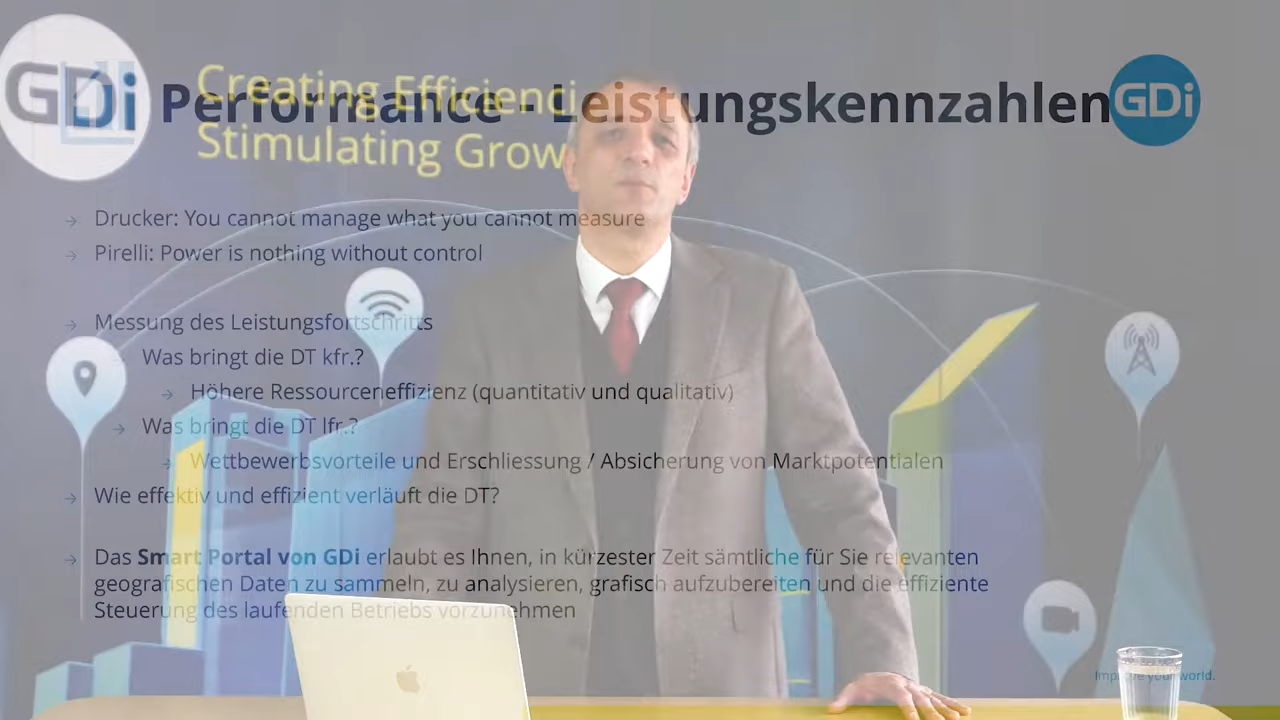 GDi
Creating Efficienci
Stimulating Grow
Performance - Leistungskennzahlen
GDi
Drucker: You cannot manage what you cannot measure
Pirelli: Power is nothing without control
Messung des Leistungsfortschritts
Was bringt die DT kfr.?
Höhere Ressourceneffizienz (quantitativ und qualitativ)
Was bringt die DT lfr.?
Wettbewerbsvorteile und Erschliessung / Absicherung von Marktpotentialen
Wie effektiv und effizient verläuft die DT?
Das Smart Portal von GDi erlaubt es Ihnen, in kürzester Zeit sämtliche für Sie relevanten
geografischen Daten zu sammeln, zu analysieren, grafisch aufzubereiten und die effiziente
Steuerung des laufenden Betriebs vorzunehmen
Improve your world.